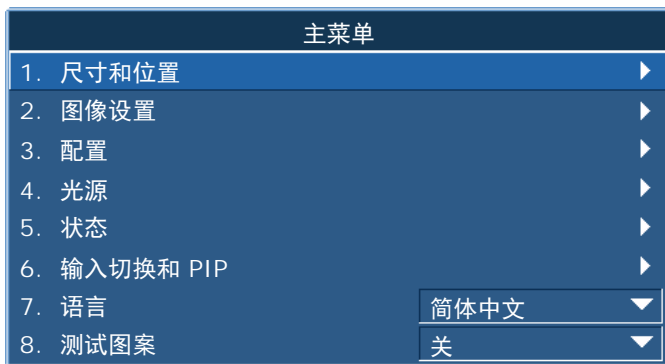 主菜单
1. 尺寸和位置
2. 图像设置
3. 配置
4. 光源
5. 状态
6. 输入切换和 PIP
7. 语言 简体中文
8. 测试图案 关